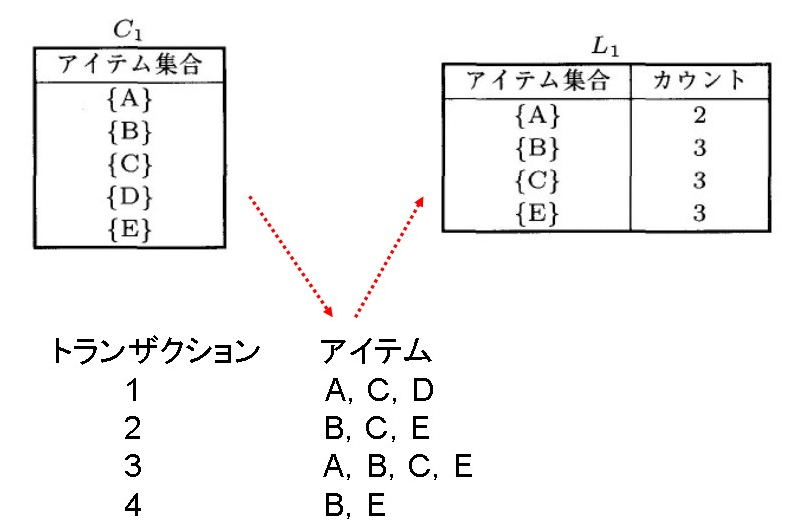 C₁
アイテム集合
{A}
{B}
{C}
{D}
{E}
L₁
アイテム集合 カウント
{A} 2
{B} 3
{C} 3
{E} 3
トランザクション アイテム
1 A, C, D
2 B, C, E
3 A, B, C, E
4 B, E